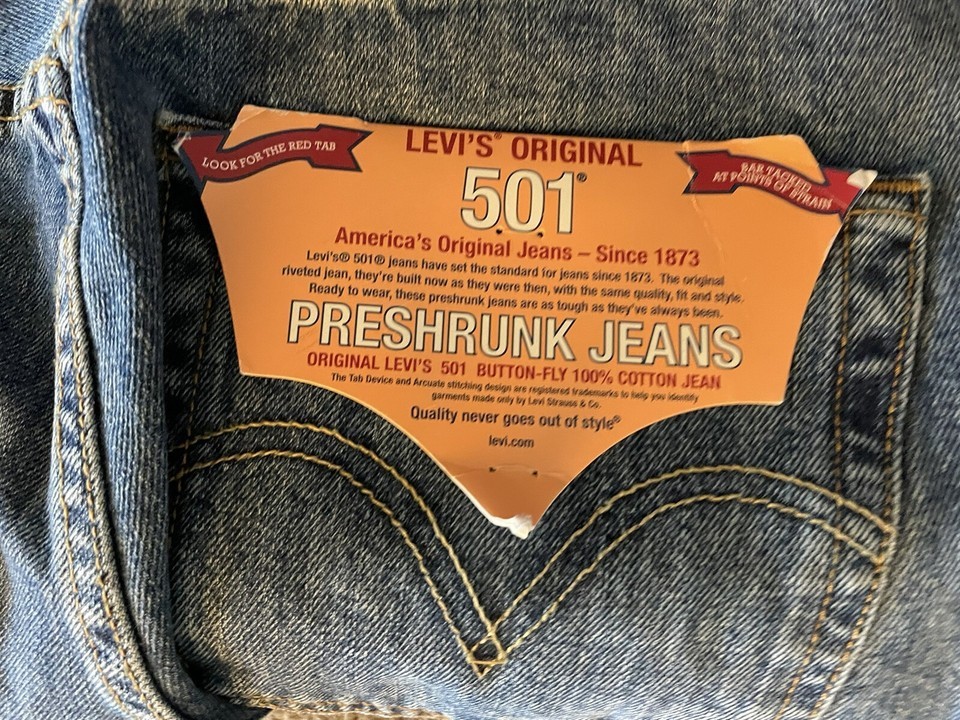 LOOK FOR THE RED TAB
LEVI'S® ORIGINAL
BAR TACKED
AT POINTS OF STRAIN
501®
America's Original Jeans – Since 1873
Levi's® 501® jeans have set the standard for jeans since 1873. The original
riveted jean, they're built now as they were then, with the same quality, fit and style.
Ready to wear, these preshrunk jeans are as tough as they've always been.
PRESHRUNK JEANS
ORIGINAL LEVI'S 501 BUTTON-FLY 100% COTTON JEAN
The Tab Device and Arcuate stitching design are registered trademarks to help you identify
garments made only by Levi Strauss & Co.
Quality never goes out of style®
levi.com